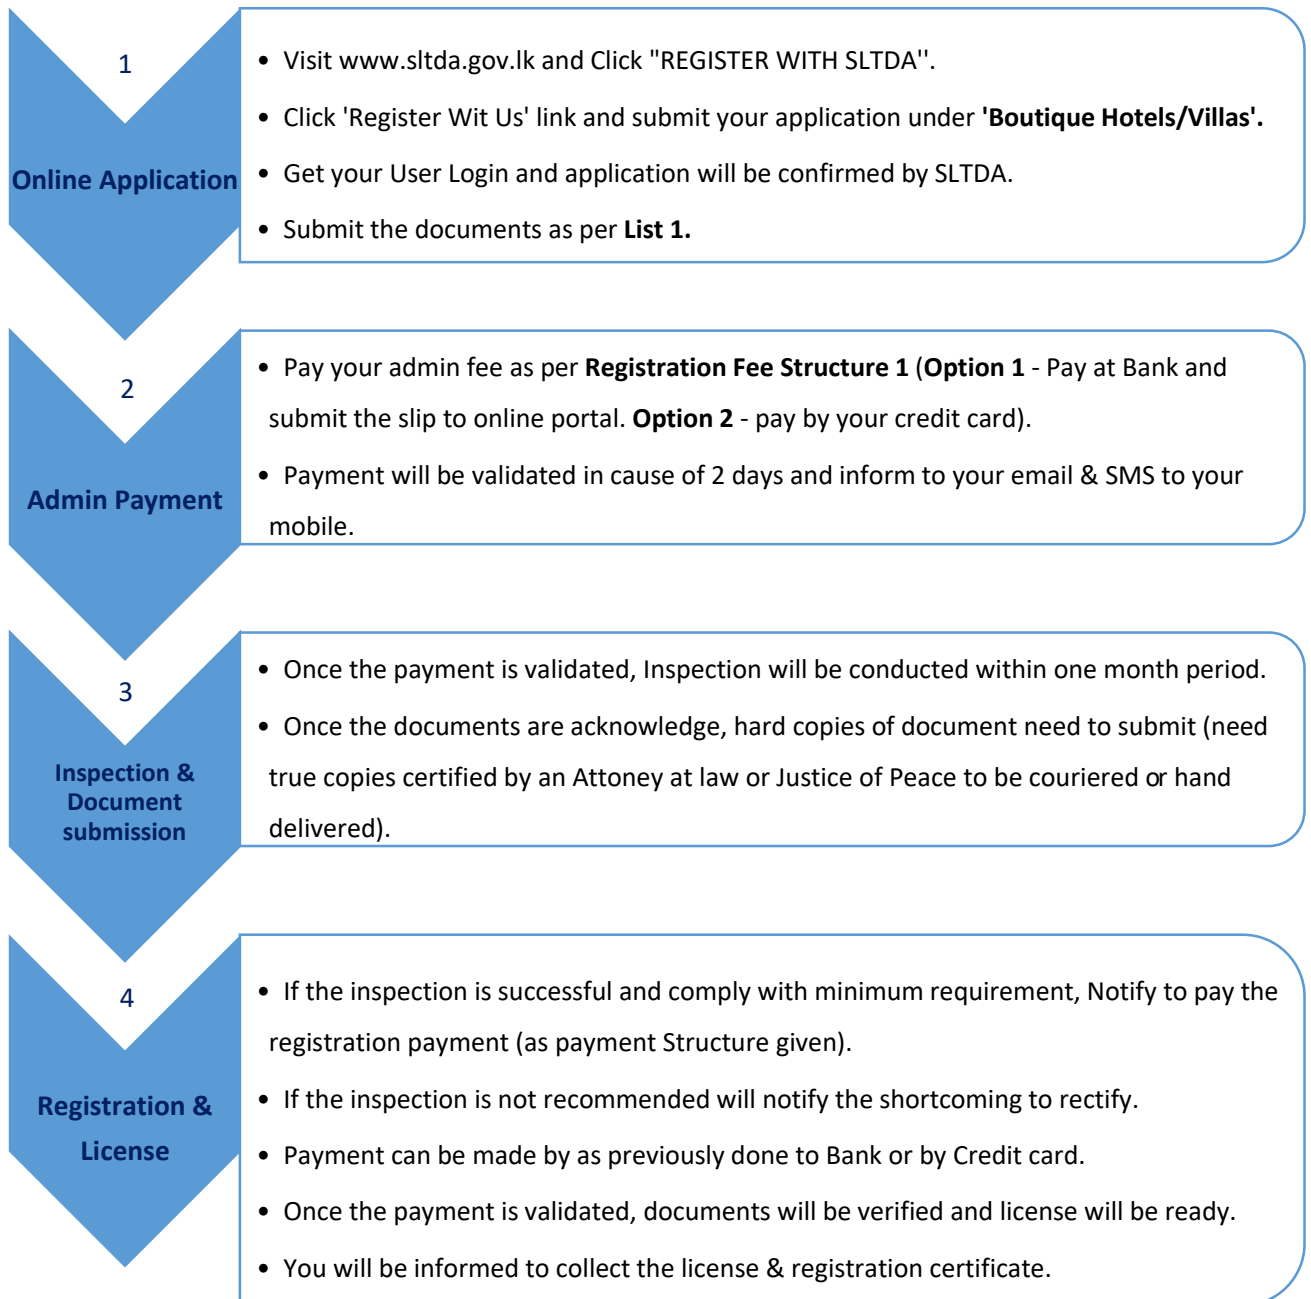 1
Online Application
• Visit www.sltda.gov.lk and Click "REGISTER WITH SLTDA''.
• Click 'Register Wit Us' link and submit your application under 'Boutique Hotels/Villas'.
• Get your User Login and application will be confirmed by SLTDA.
• Submit the documents as per List 1.
2
Admin Payment
• Pay your admin fee as per Registration Fee Structure 1 (Option 1 - Pay at Bank and
submit the slip to online portal. Option 2 - pay by your credit card).
• Payment will be validated in cause of 2 days and inform to your email & SMS to your
mobile.
3
Inspection &
Document
submission
• Once the payment is validated, Inspection will be conducted within one month period.
• Once the documents are acknowledge, hard copies of document need to submit (need
true copies certified by an Attoney at law or Justice of Peace to be couriered or hand
delivered).
4
Registration &
License
• If the inspection is successful and comply with minimum requirement, Notify to pay the
registration payment (as payment Structure given).
• If the inspection is not recommended will notify the shortcoming to rectify.
• Payment can be made by as previously done to Bank or by Credit card.
• Once the payment is validated, documents will be verified and license will be ready.
• You will be informed to collect the license & registration certificate.